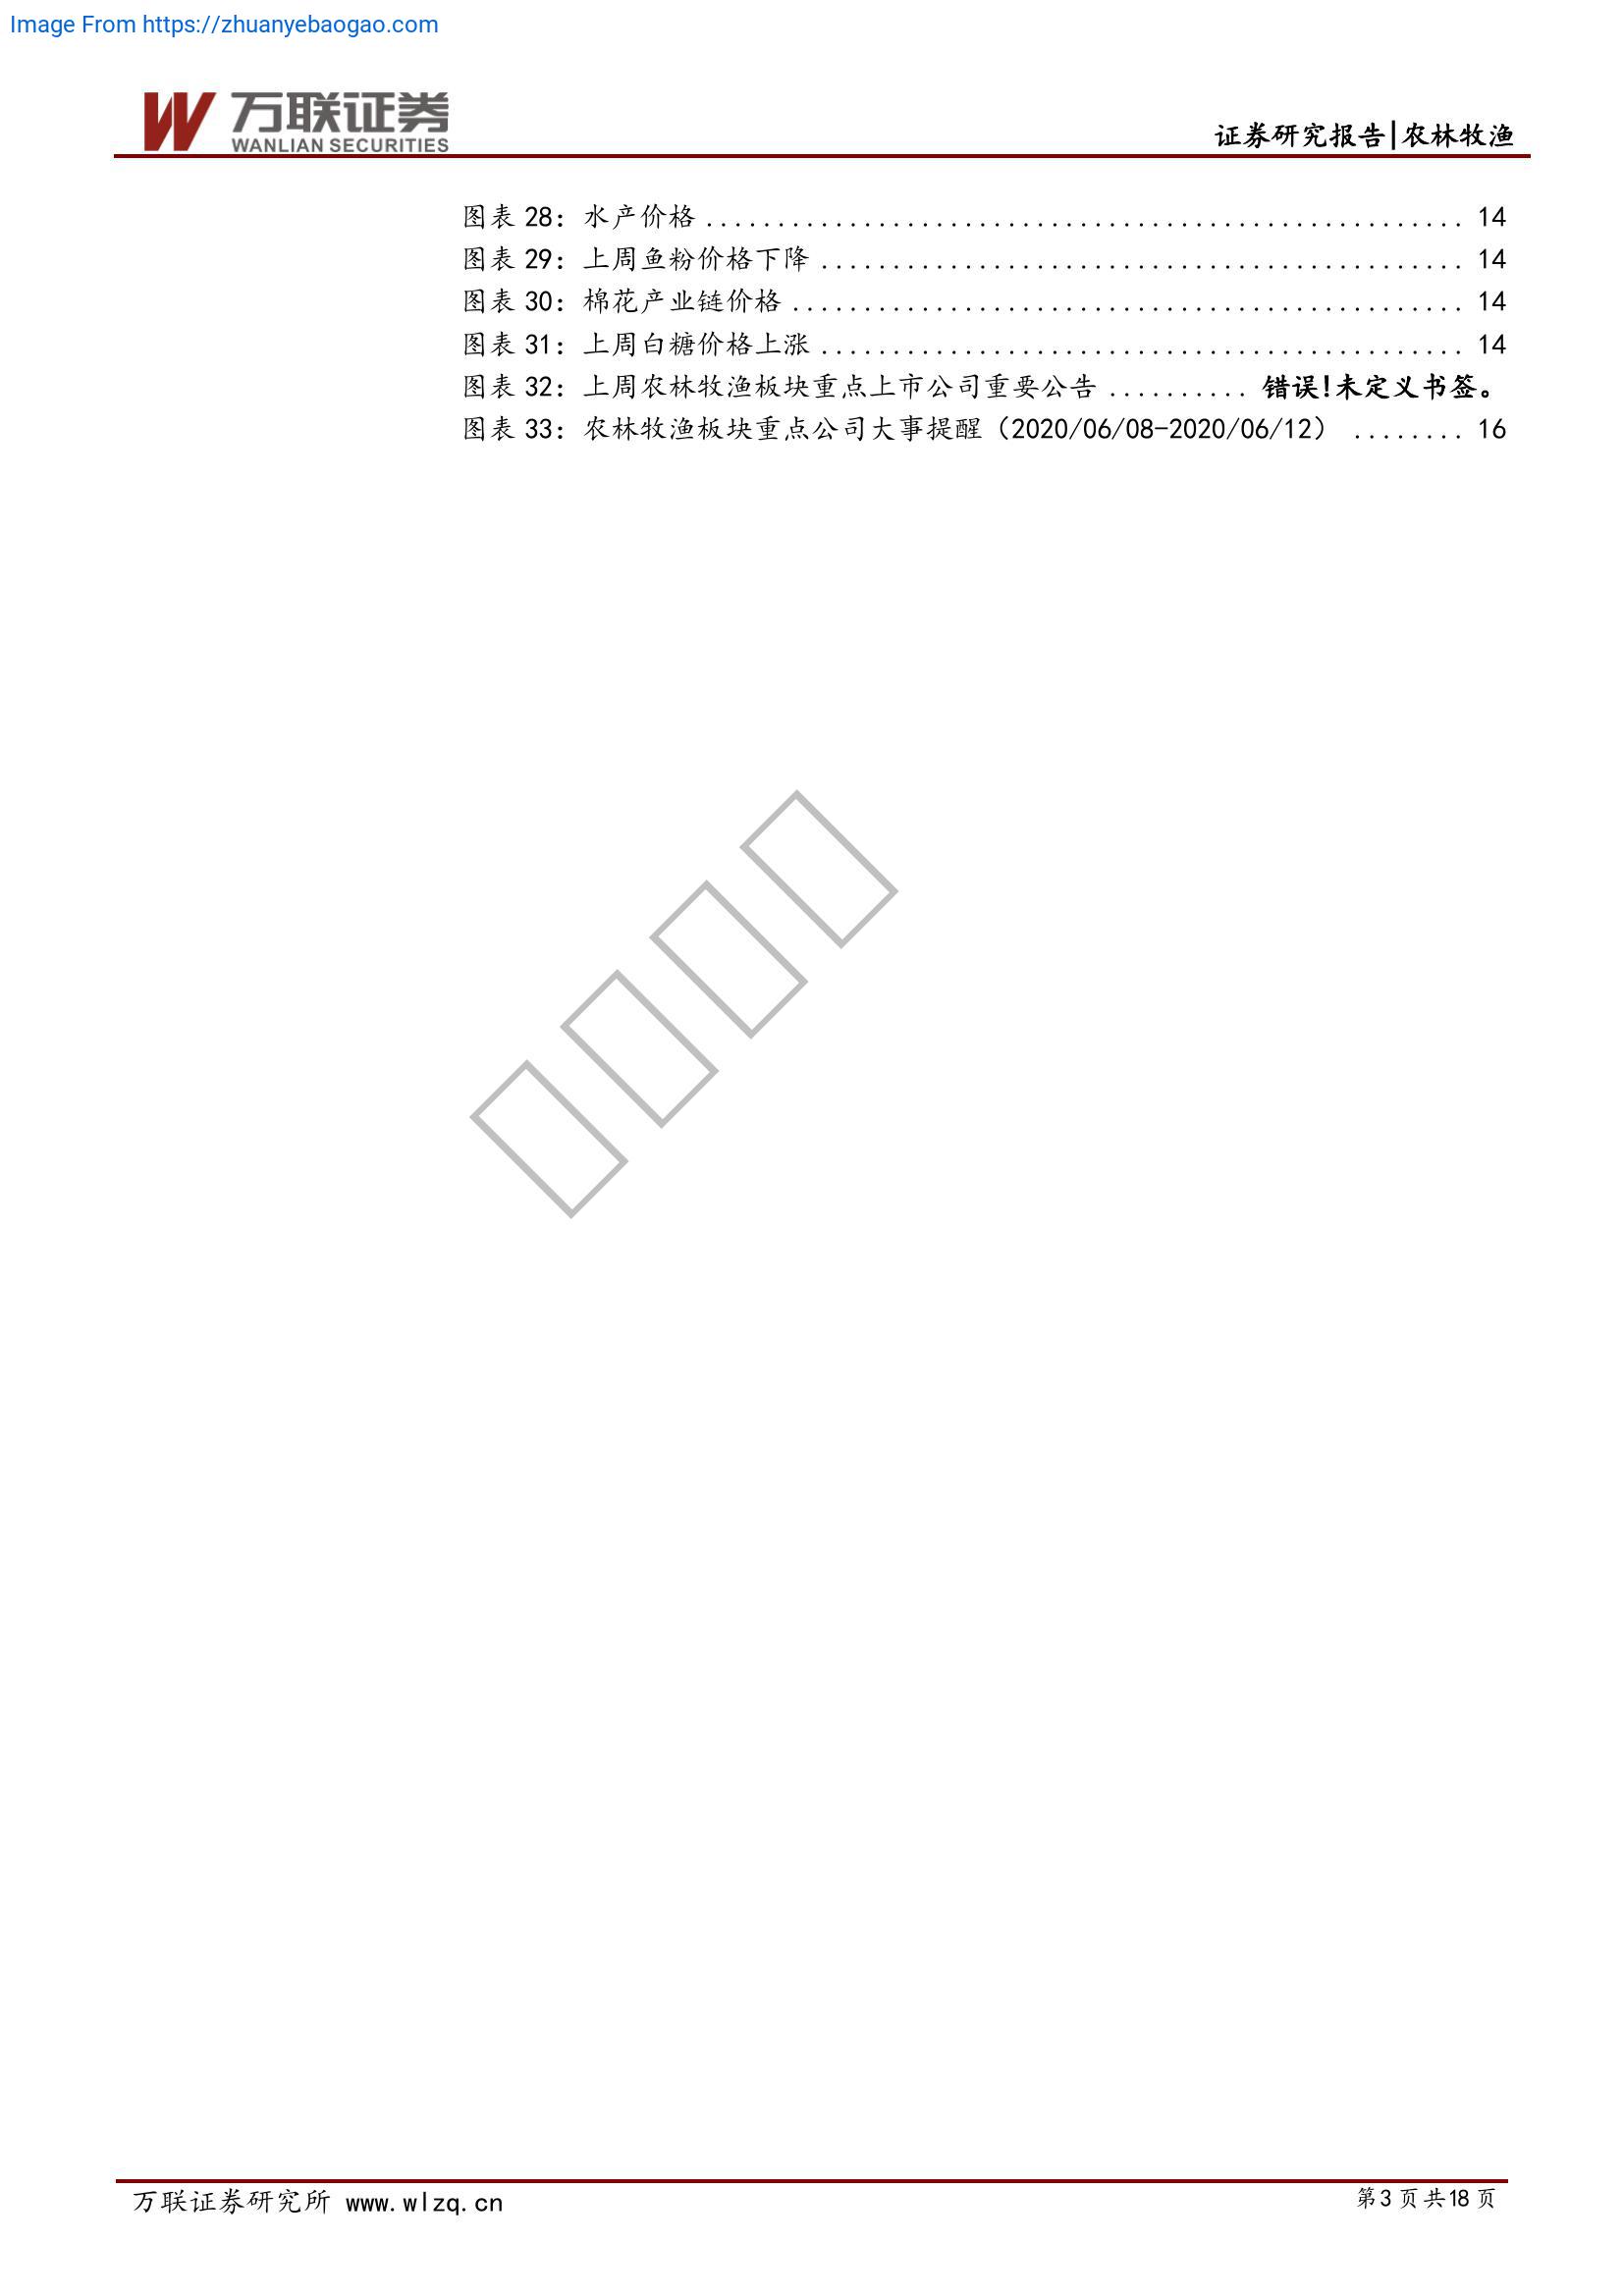 Image From https://zhuanyebaogao.com
万联证券
WANLIAN SECURITIES
证券研究报告|农林牧渔
图表 28：水产价格 ..................................................... 14
图表 29：上周鱼粉价格下降 ............................................. 14
图表 30：棉花产业链价格 ............................................... 14
图表 31：上周白糖价格上涨 ............................................. 14
图表 32：上周农林牧渔板块重点上市公司重要公告 .......... 错误!未定义书签。
图表 33：农林牧渔板块重点公司大事提醒（2020/06/08-2020/06/12） ........ 16
万联证券研究所 www.wlzq.cn
第3页共18页